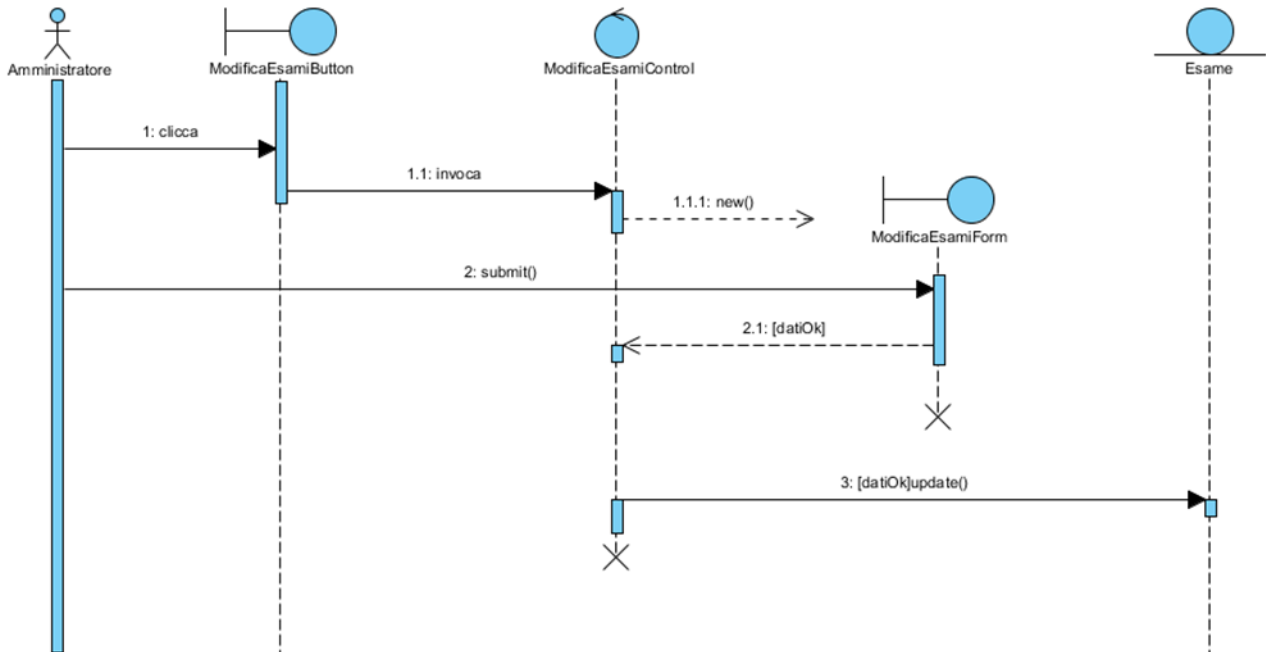 Amministratore
ModificaEsamiButton
ModificaEsamiControl
Esame
1: clicca
1.1: invoca
1.1.1: new()
ModificaEsamiForm
2: submit()
2.1: [datiOk]
3: [datiOk]update()